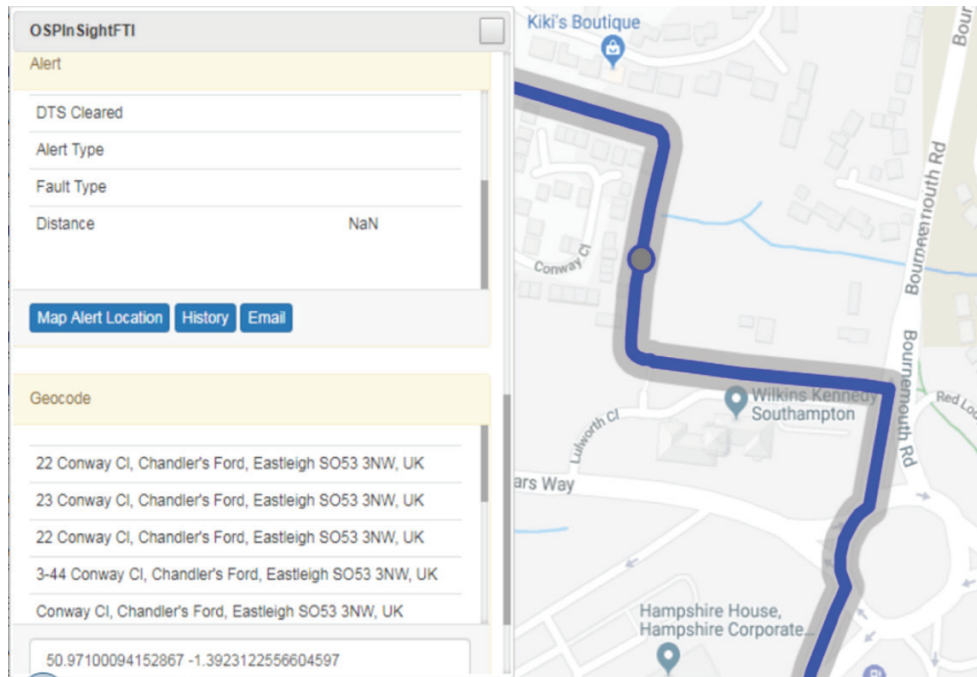 OSPInSightFTI
Alert
DTS Cleared
Alert Type
Fault Type
Distance NaN
Map Alert Location
History
Email
Geocode
22 Conway Cl, Chandler's Ford, Eastleigh SO53 3NW, UK
23 Conway Cl, Chandler's Ford, Eastleigh SO53 3NW, UK
22 Conway Cl, Chandler's Ford, Eastleigh SO53 3NW, UK
3-44 Conway Cl, Chandler's Ford, Eastleigh SO53 3NW, UK
Conway Cl, Chandler's Ford, Eastleigh SO53 3NW, UK
50.97100094152867 -1.3923122556604597
Kiki's Boutique
Bour
Bournemouth Rd
Conway Cl
Bournemouth Rd
Wilkins Kennedy
Southampton
Red Loc
Lulworth Cl
ars Way
Hampshire House,
Hampshire Corporate...